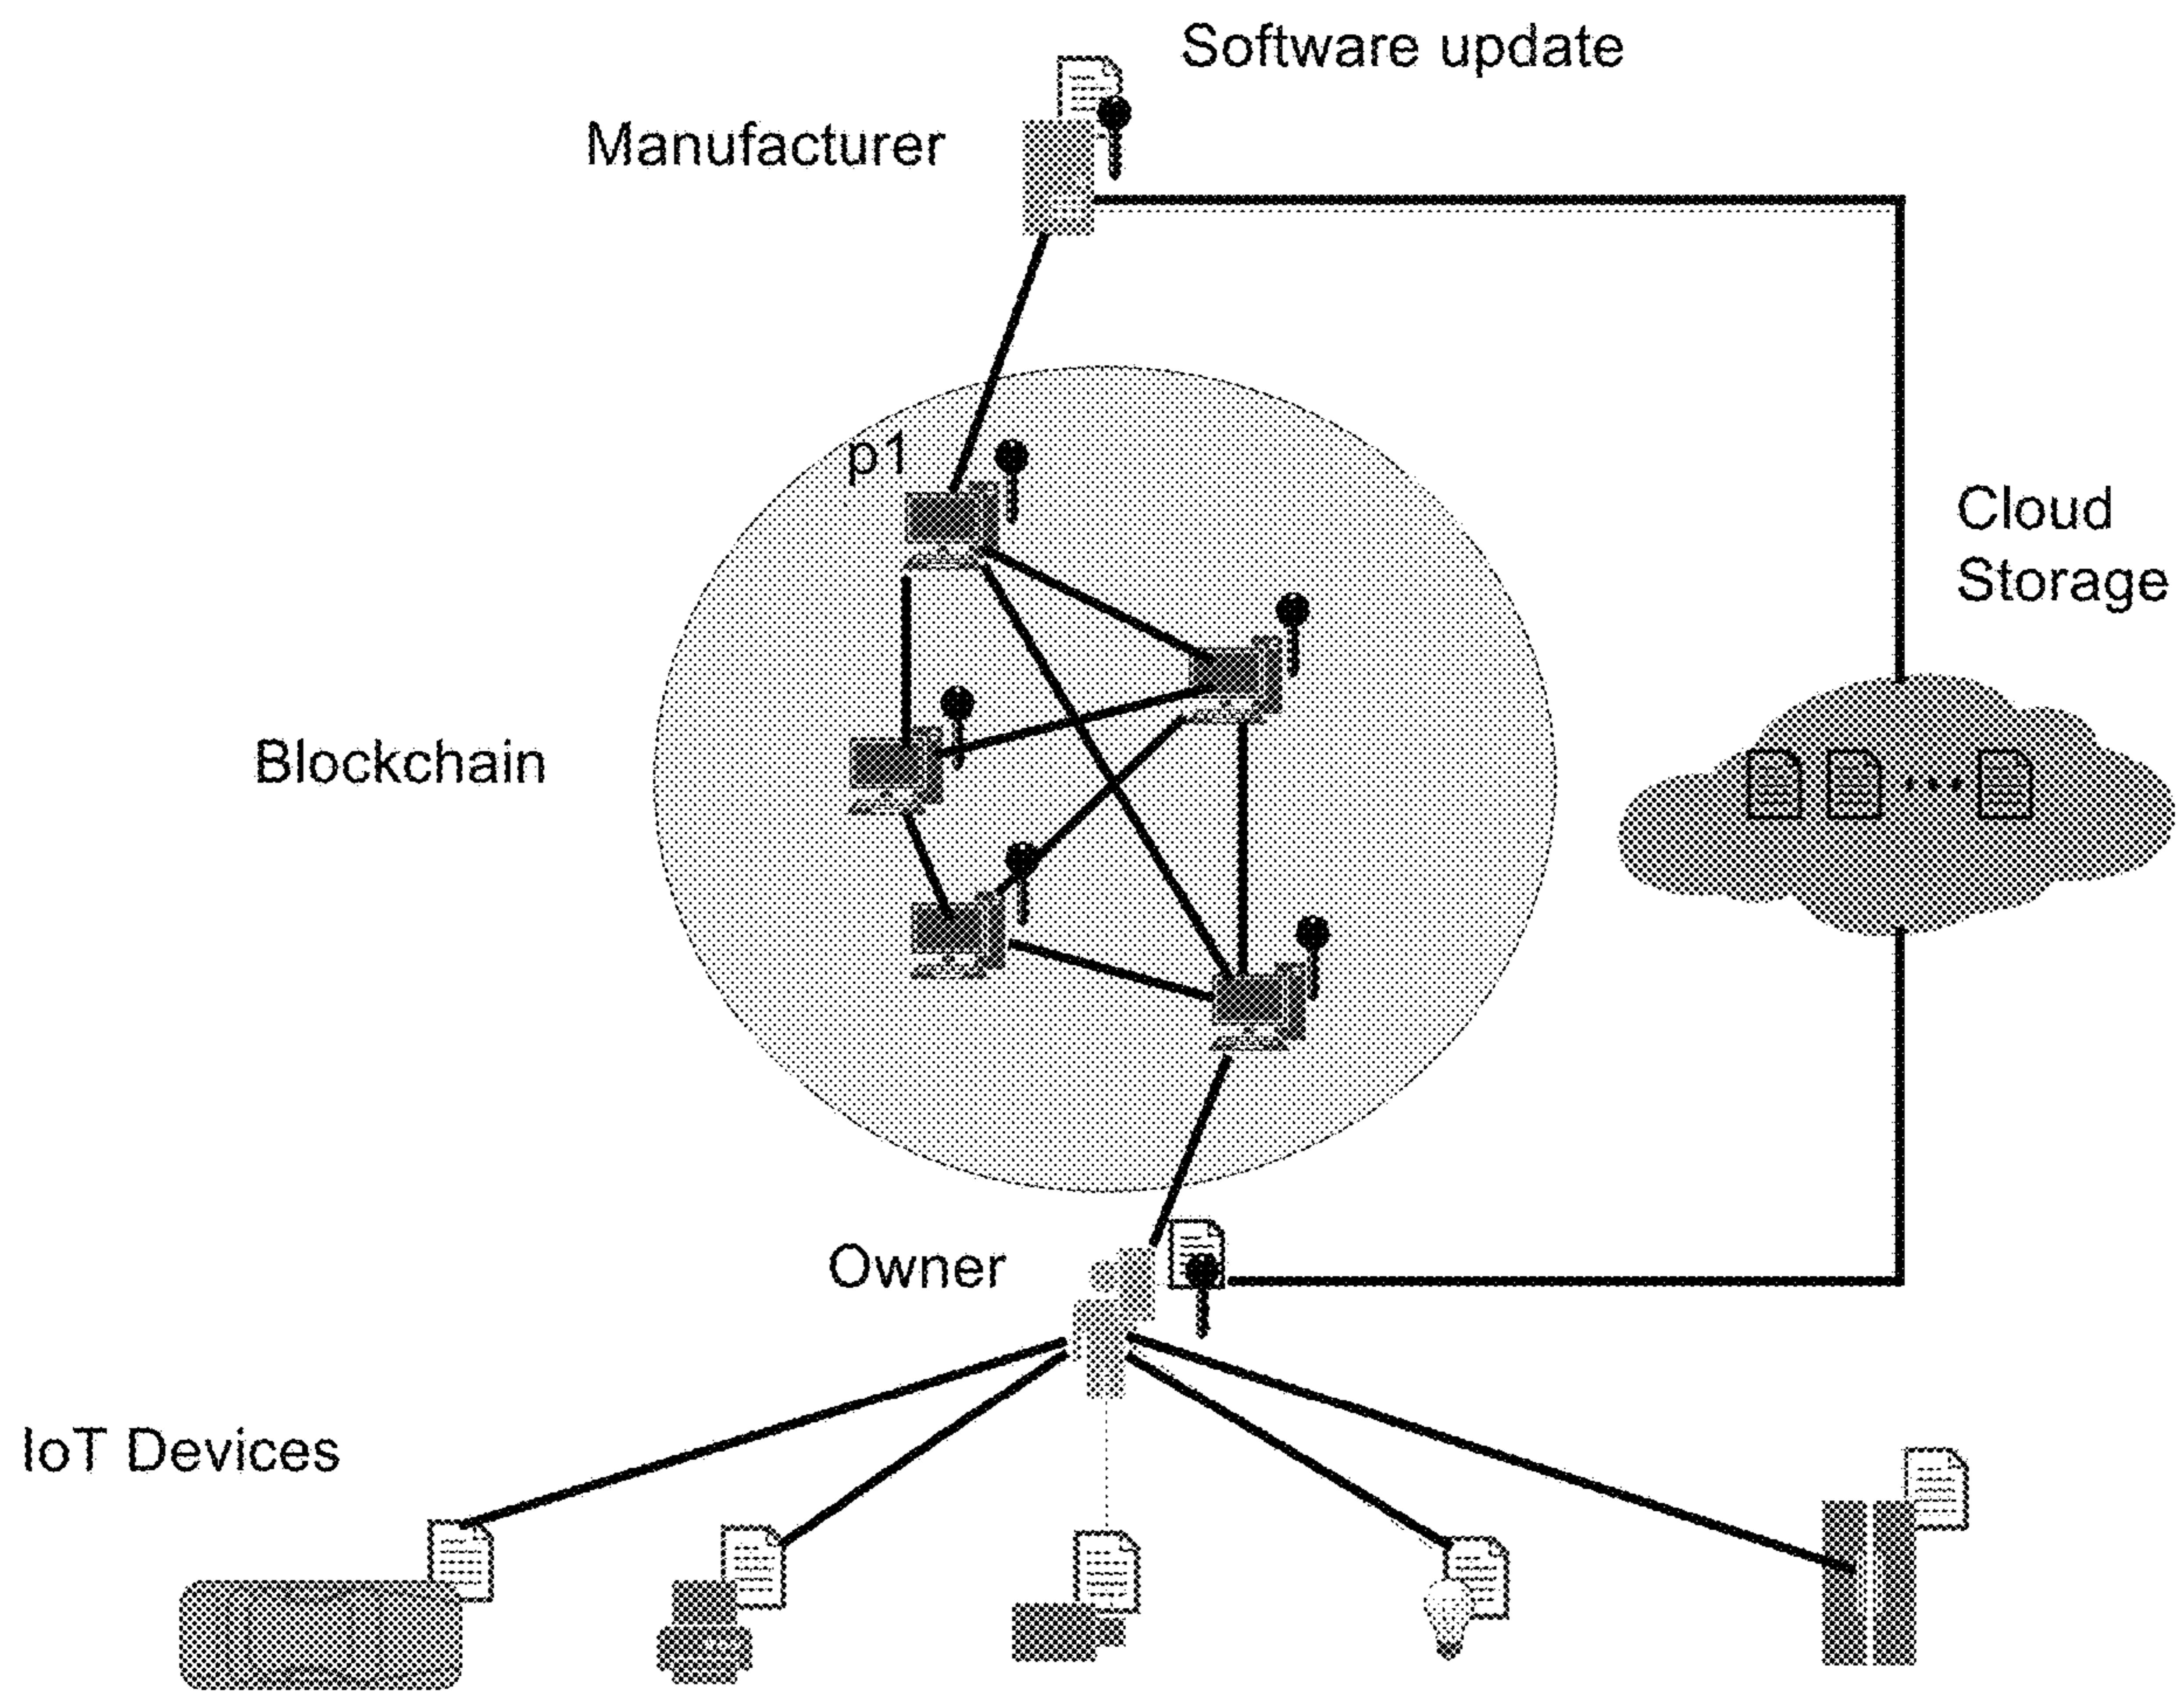 Software update
Manufacturer
p1
Cloud
Storage
Blockchain
Owner
IoT Devices